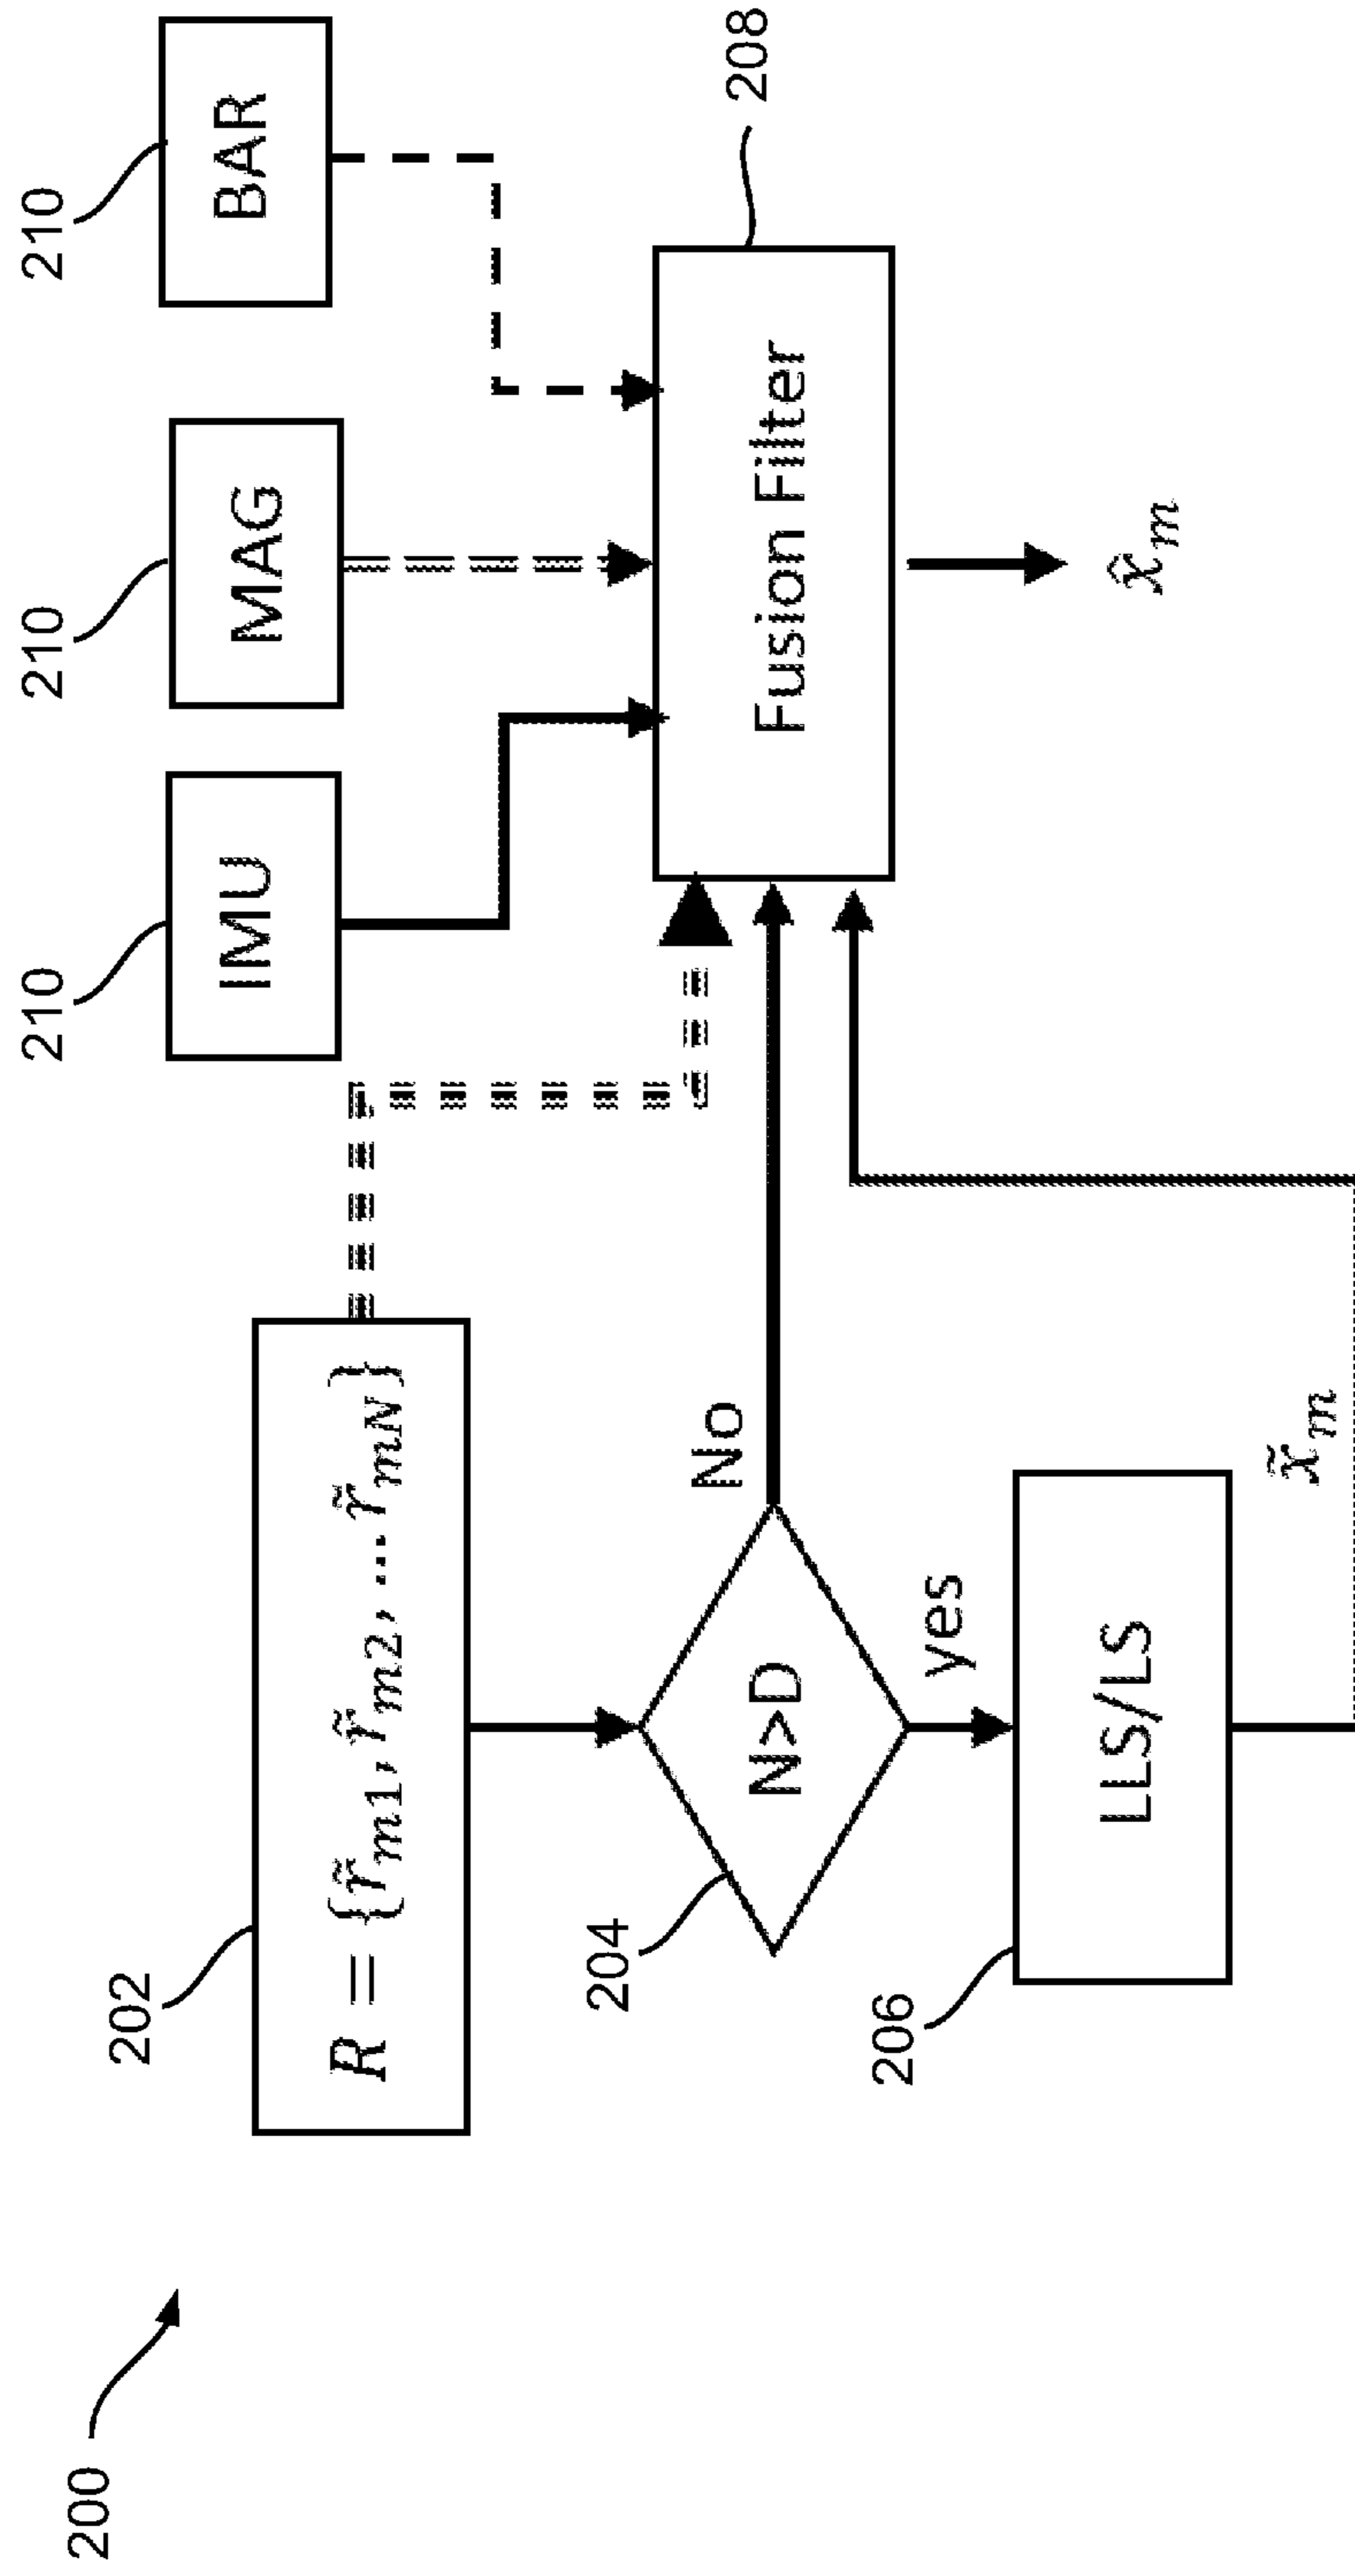 200
202
210
210
210
R = {r̃m1, r̃m2, ... r̃mN}
IMU
MAG
BAR
204
N>D
No
yes
206
LLS/LS
x̃m
Fusion Filter
208
x̂m